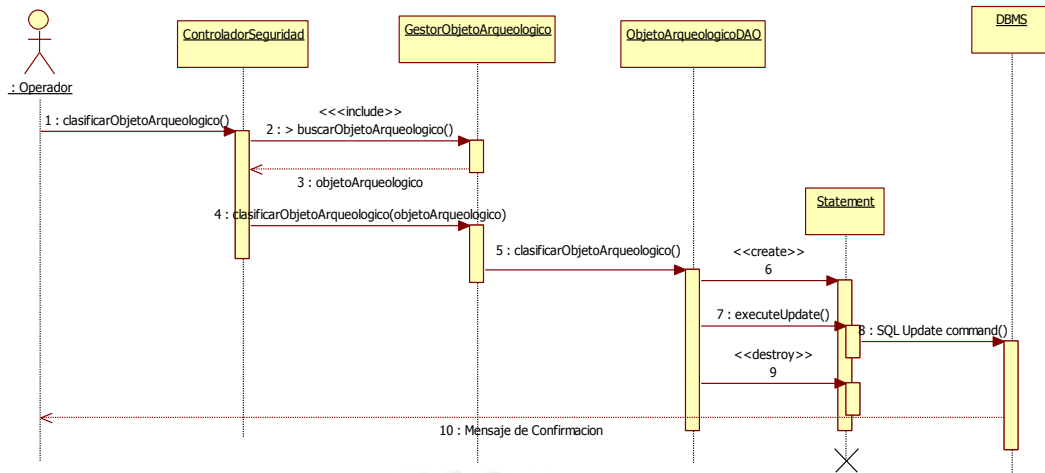 DBMS
ControladorSeguridad
GestorObjetoArqueologico
ObjetoArqueologicoDAO
: Operador
<<<include>>
1 : clasificarObjetoArqueologico()
2 : > buscarObjetoArqueologico()
3 : objetoArqueologico
Statement
4 : clasificarObjetoArqueologico(objetoArqueologico)
5 : clasificarObjetoArqueologico()
<<create>>
6
7 : executeUpdate()
8 : SQL Update command()
<<destroy>>
9
10 : Mensaje de Confirmacion